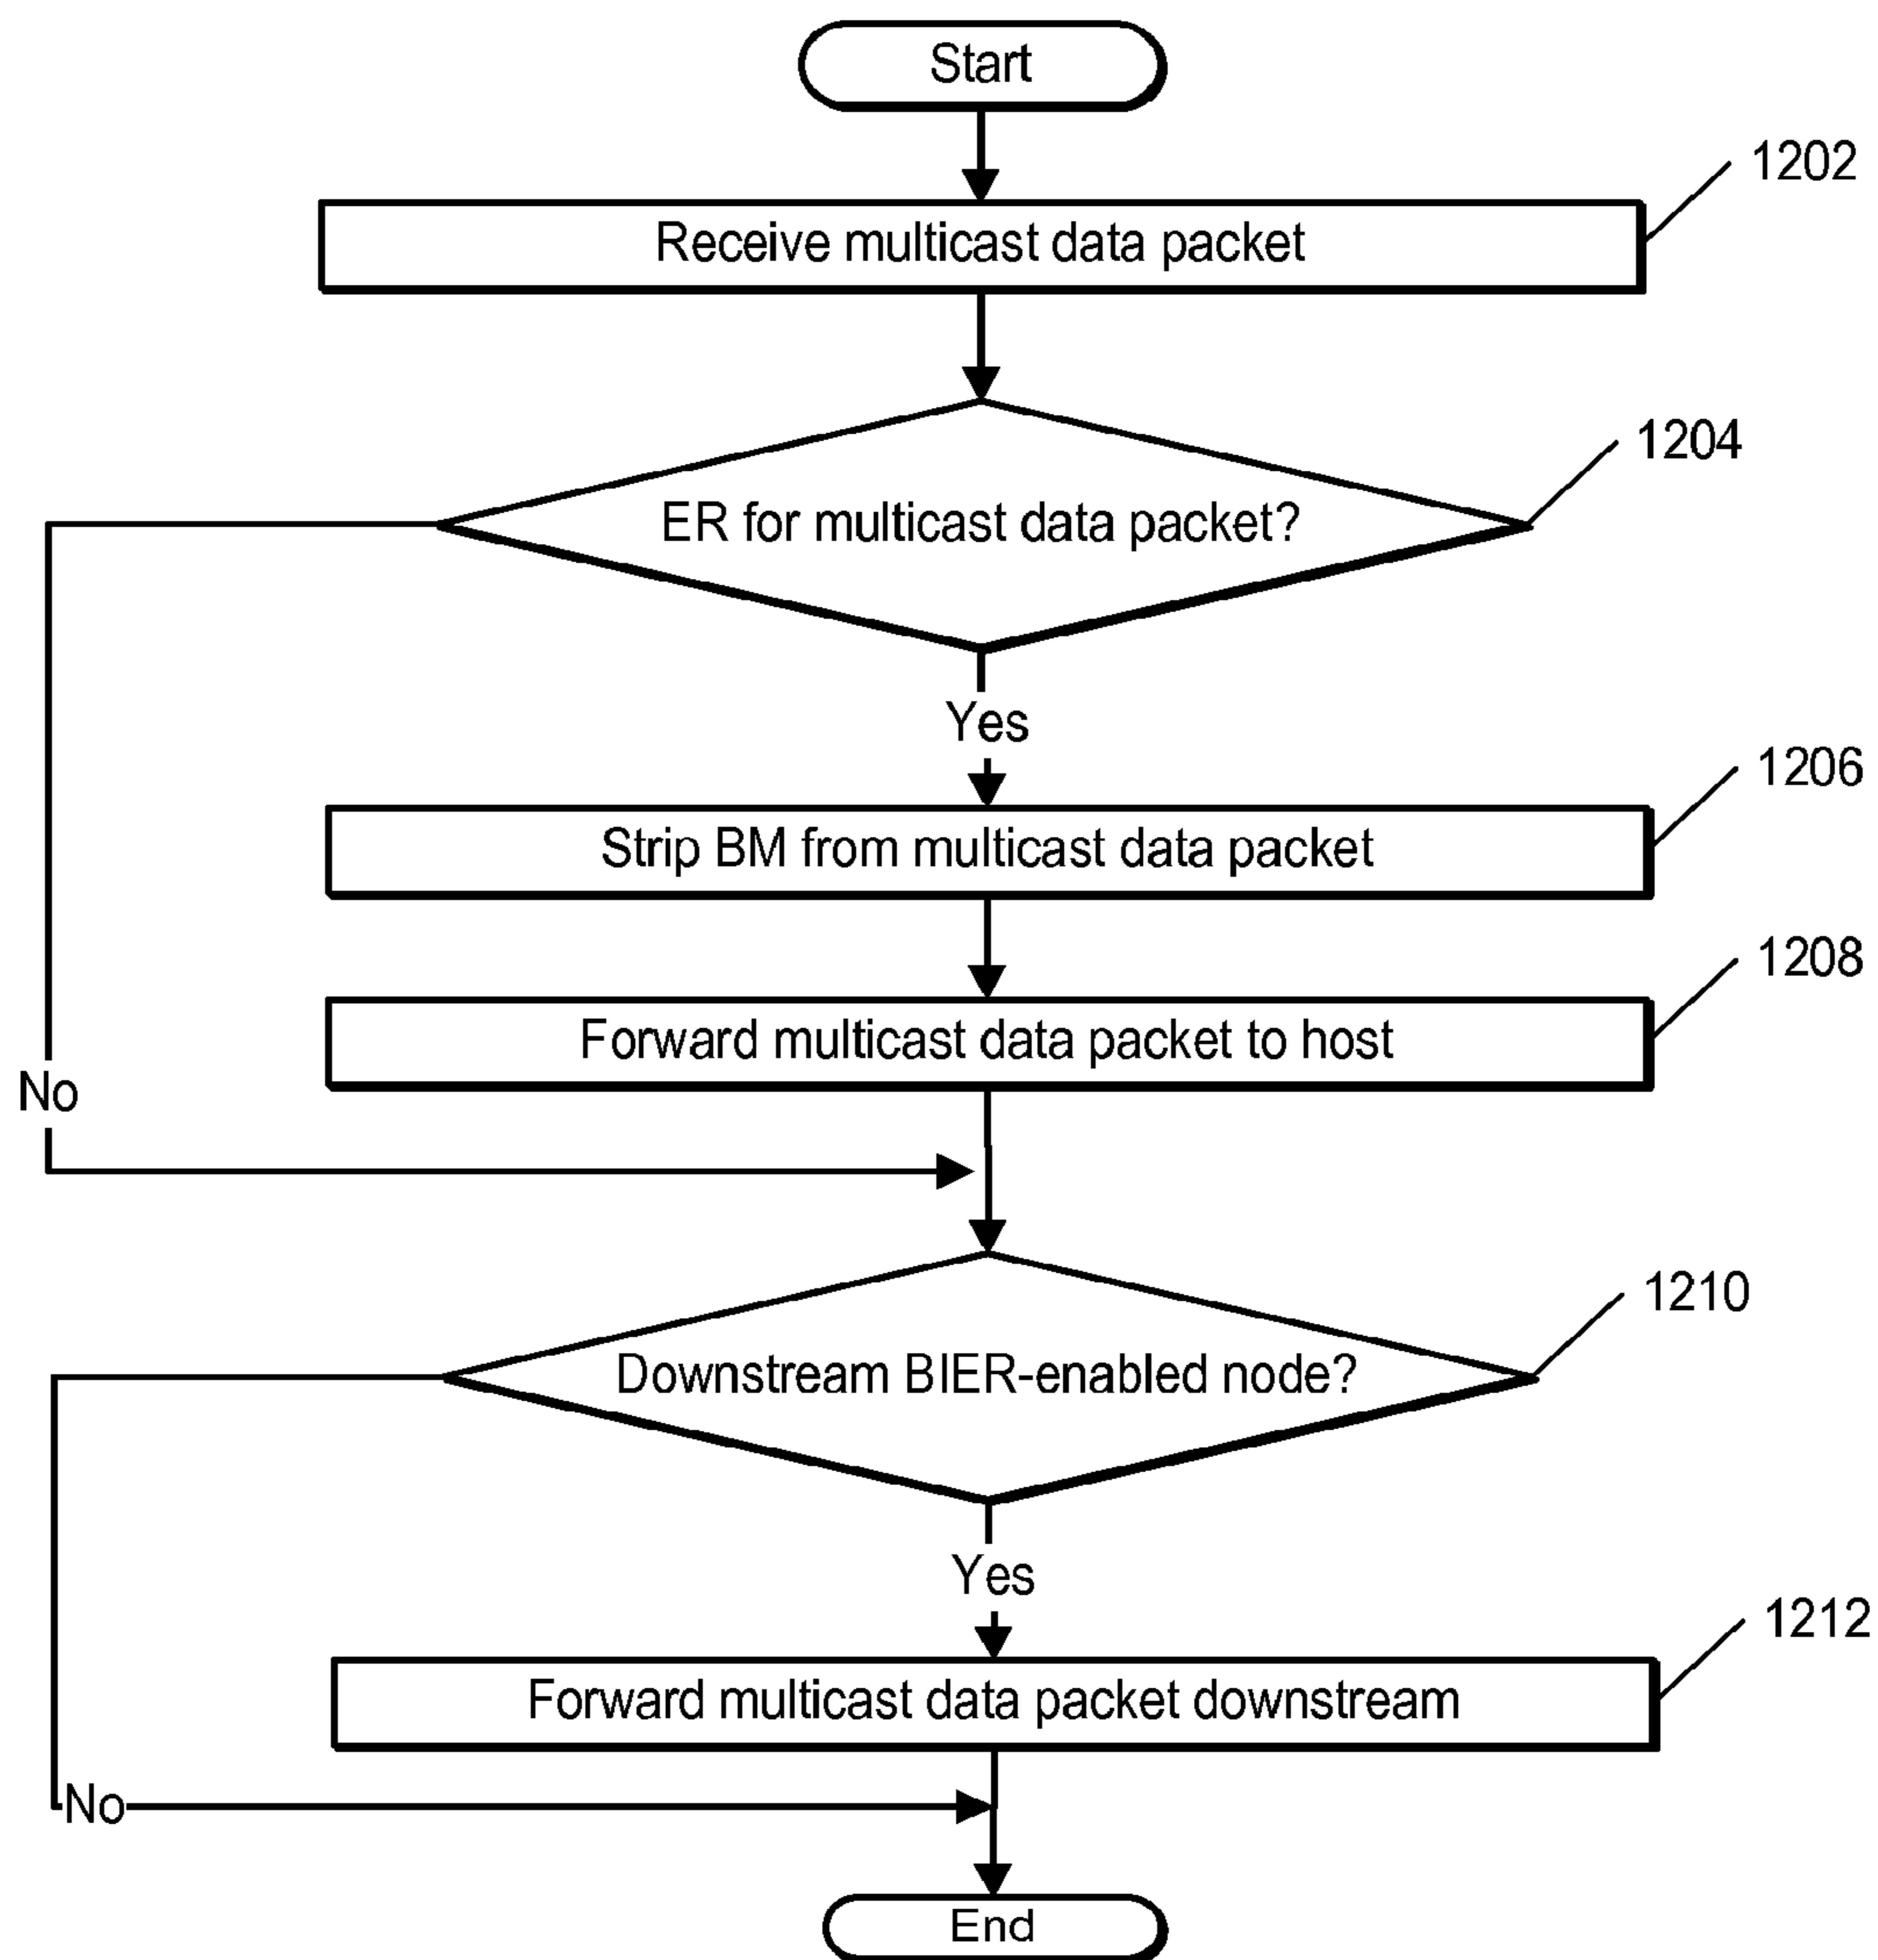 Start
1202
Receive multicast data packet
1204
ER for multicast data packet?
Yes
1206
Strip BM from multicast data packet
1208
Forward multicast data packet to host
No
1210
Downstream BIER-enabled node?
Yes
1212
Forward multicast data packet downstream
No
End